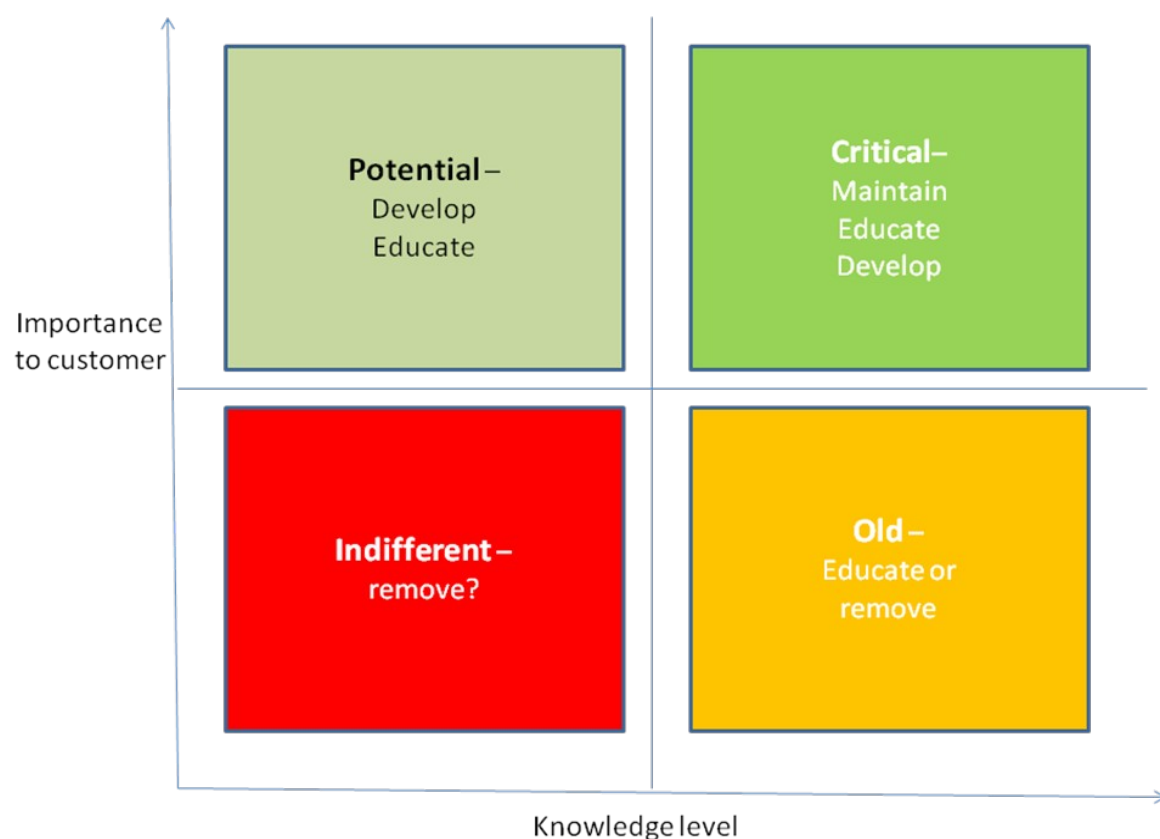 Potential –
Develop
Educate
Critical–
Maintain
Educate
Develop
Importance
to customer
Indifferent –
remove?
Old –
Educate or
remove
Knowledge level